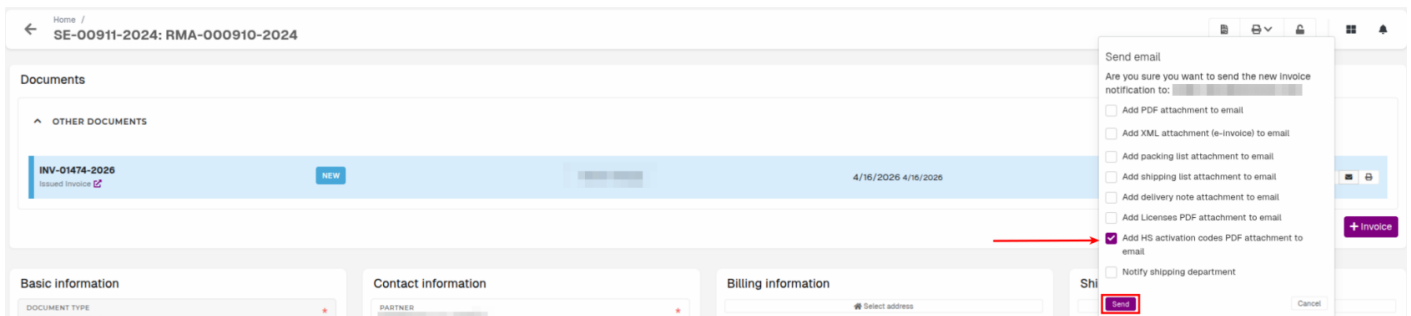 Home /
SE-00911-2024: RMA-000910-2024
Documents
OTHER DOCUMENTS
INV-01474-2026
Issued Invoice
NEW
4/16/2026 4/16/2026
+ Invoice
Send email
Are you sure you want to send the new invoice
notification to:
Add PDF attachment to email
Add XML attachment (e-invoice) to email
Add packing list attachment to email
Add shipping list attachment to email
Add delivery note attachment to email
Add Licenses PDF attachment to email
Add HS activation codes PDF attachment to
email
Notify shipping department
Send
Cancel
Basic information
DOCUMENT TYPE
*
Contact information
PARTNER
*
Billing information
Select address
Shi